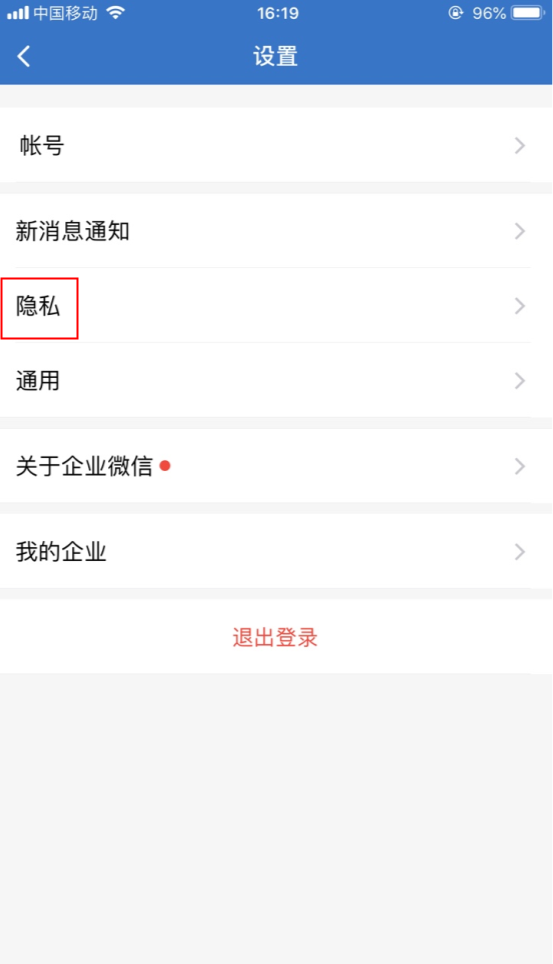 中国移动 16:19 96%
设置
帐号
新消息通知
隐私
通用
关于企业微信
我的企业
退出登录